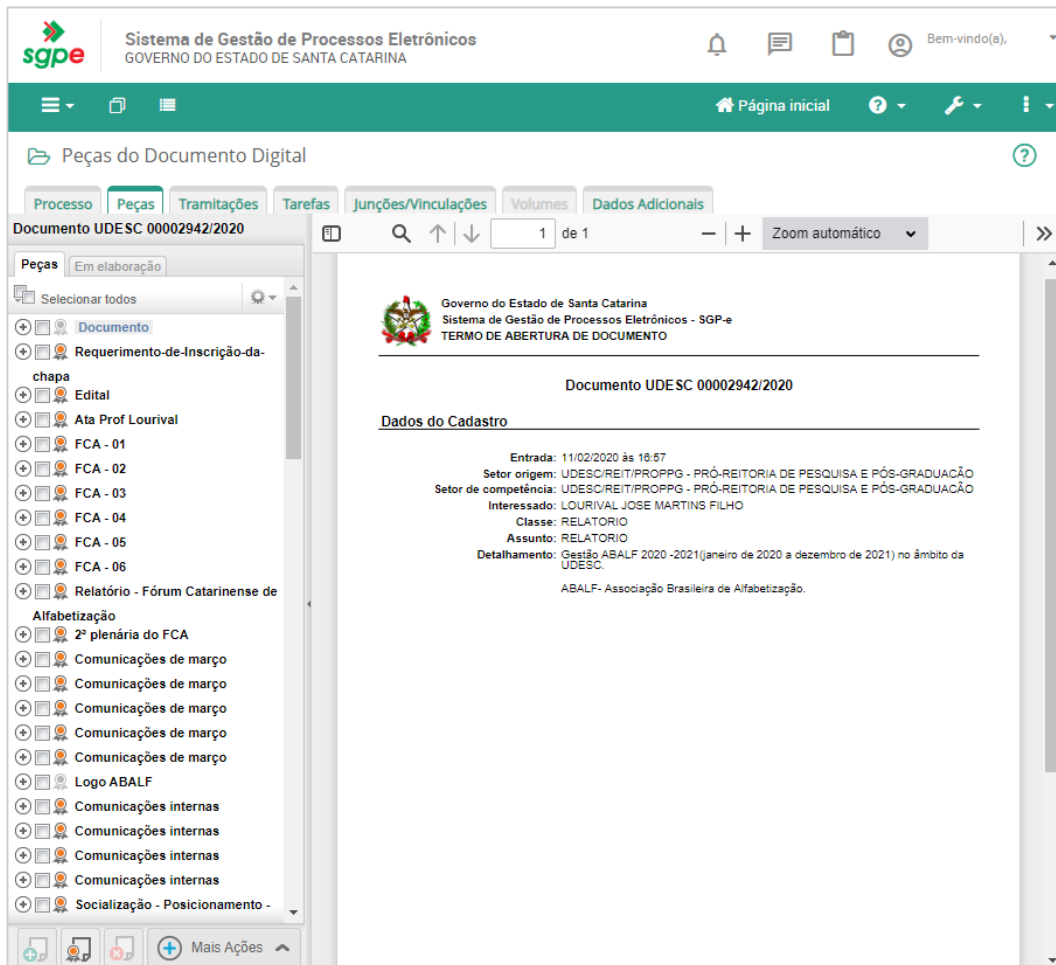 sgpe
Sistema de Gestão de Processos Eletrônicos
GOVERNO DO ESTADO DE SANTA CATARINA
Bem-vindo(a),
Página inicial
Peças do Documento Digital
Processo Peças Tramitações Tarefas Junções/Vinculações Volumes Dados Adicionais
Documento UDESC 00002942/2020
Peças Em elaboração
Selecionar todos
Documento
Requerimento-de-Inscrição-da-
chapa
Edital
Ata Prof Lourival
FCA - 01
FCA - 02
FCA - 03
FCA - 04
FCA - 05
FCA - 06
Relatório - Fórum Catarinense de
Alfabetização
2ª plenária do FCA
Comunicações de março
Comunicações de março
Comunicações de março
Comunicações de março
Comunicações de março
Logo ABALF
Comunicações internas
Comunicações internas
Comunicações internas
Comunicações internas
Socialização - Posicionamento -
Mais Ações
1 de 1
Zoom automático
Governo do Estado de Santa Catarina
Sistema de Gestão de Processos Eletrônicos - SGP-e
TERMO DE ABERTURA DE DOCUMENTO
Documento UDESC 00002942/2020
Dados do Cadastro
Entrada: 11/02/2020 às 16:57
Setor origem: UDESC/REIT/PROPPG - PRÓ-REITORIA DE PESQUISA E PÓS-GRADUACÃO
Setor de competência: UDESC/REIT/PROPPG - PRÓ-REITORIA DE PESQUISA E PÓS-GRADUACÃO
Interessado: LOURIVAL JOSE MARTINS FILHO
Classe: RELATORIO
Assunto: RELATORIO
Detalhamento: Gestão ABALF 2020 -2021(janeiro de 2020 a dezembro de 2021) no âmbito da
UDESC.
ABALF- Associação Brasileira de Alfabetização.